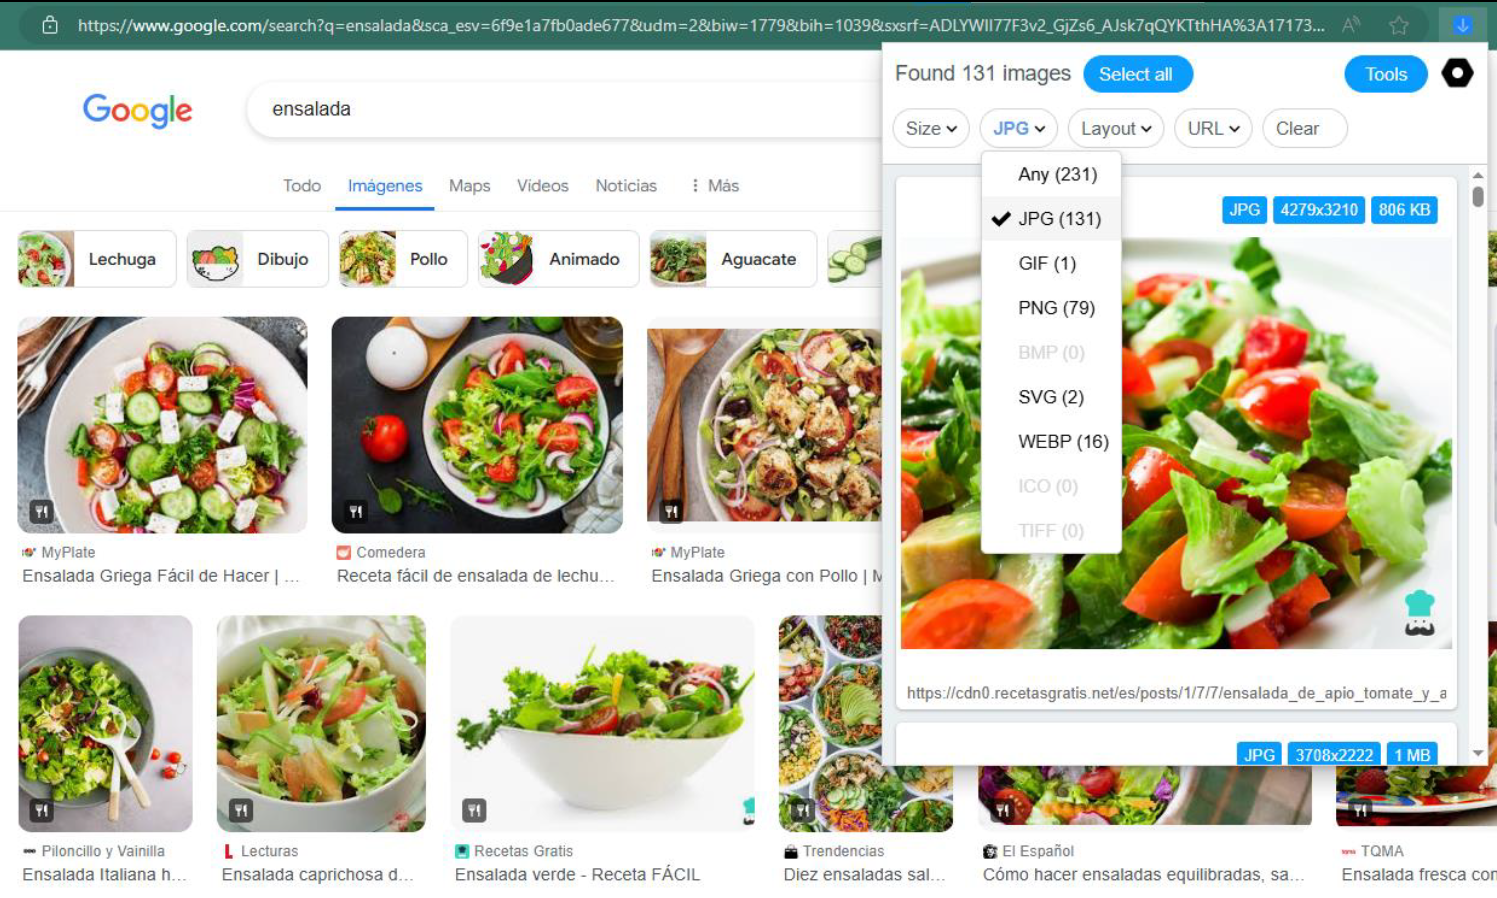 https://www.google.com/search?q=ensalada&sca_esv=6f9e1a7fb0ade677&udm=2&biw=1779&bih=1039&sxsrf=ADLYWII77F3v2_GjZs6_AJsk7qQYKTthHA%3A17173...
Google
ensalada
Todo Imágenes Maps Vídeos Noticias Más
Lechuga Dibujo Pollo Animado Aguacate
MyPlate
Ensalada Griega Fácil de Hacer | ...
Comedera
Receta fácil de ensalada de lechu...
MyPlate
Ensalada Griega con Pollo | M
Piloncillo y Vainilla
Ensalada Italiana h...
Lecturas
Ensalada caprichosa d...
Recetas Gratis
Ensalada verde - Receta FÁCIL
Trendencias
Diez ensaladas sal...
El Español
Cómo hacer ensaladas equilibradas, sa...
TQMA
Ensalada fresca con
Found 131 images Select all Tools
Size JPG Layout URL Clear
Any (231)
JPG (131)
GIF (1)
PNG (79)
BMP (0)
SVG (2)
WEBP (16)
ICO (0)
TIFF (0)
JPG 4279x3210 806 KB
https://cdn0.recetasgratis.net/es/posts/1/7/7/ensalada_de_apio_tomate_y_a
JPG 3708x2222 1 MB